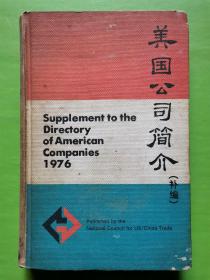 Supplement to the
Directory
of American
Companies
1976
美国公司简介(补编)
Published by the
National Council for US/China Trade